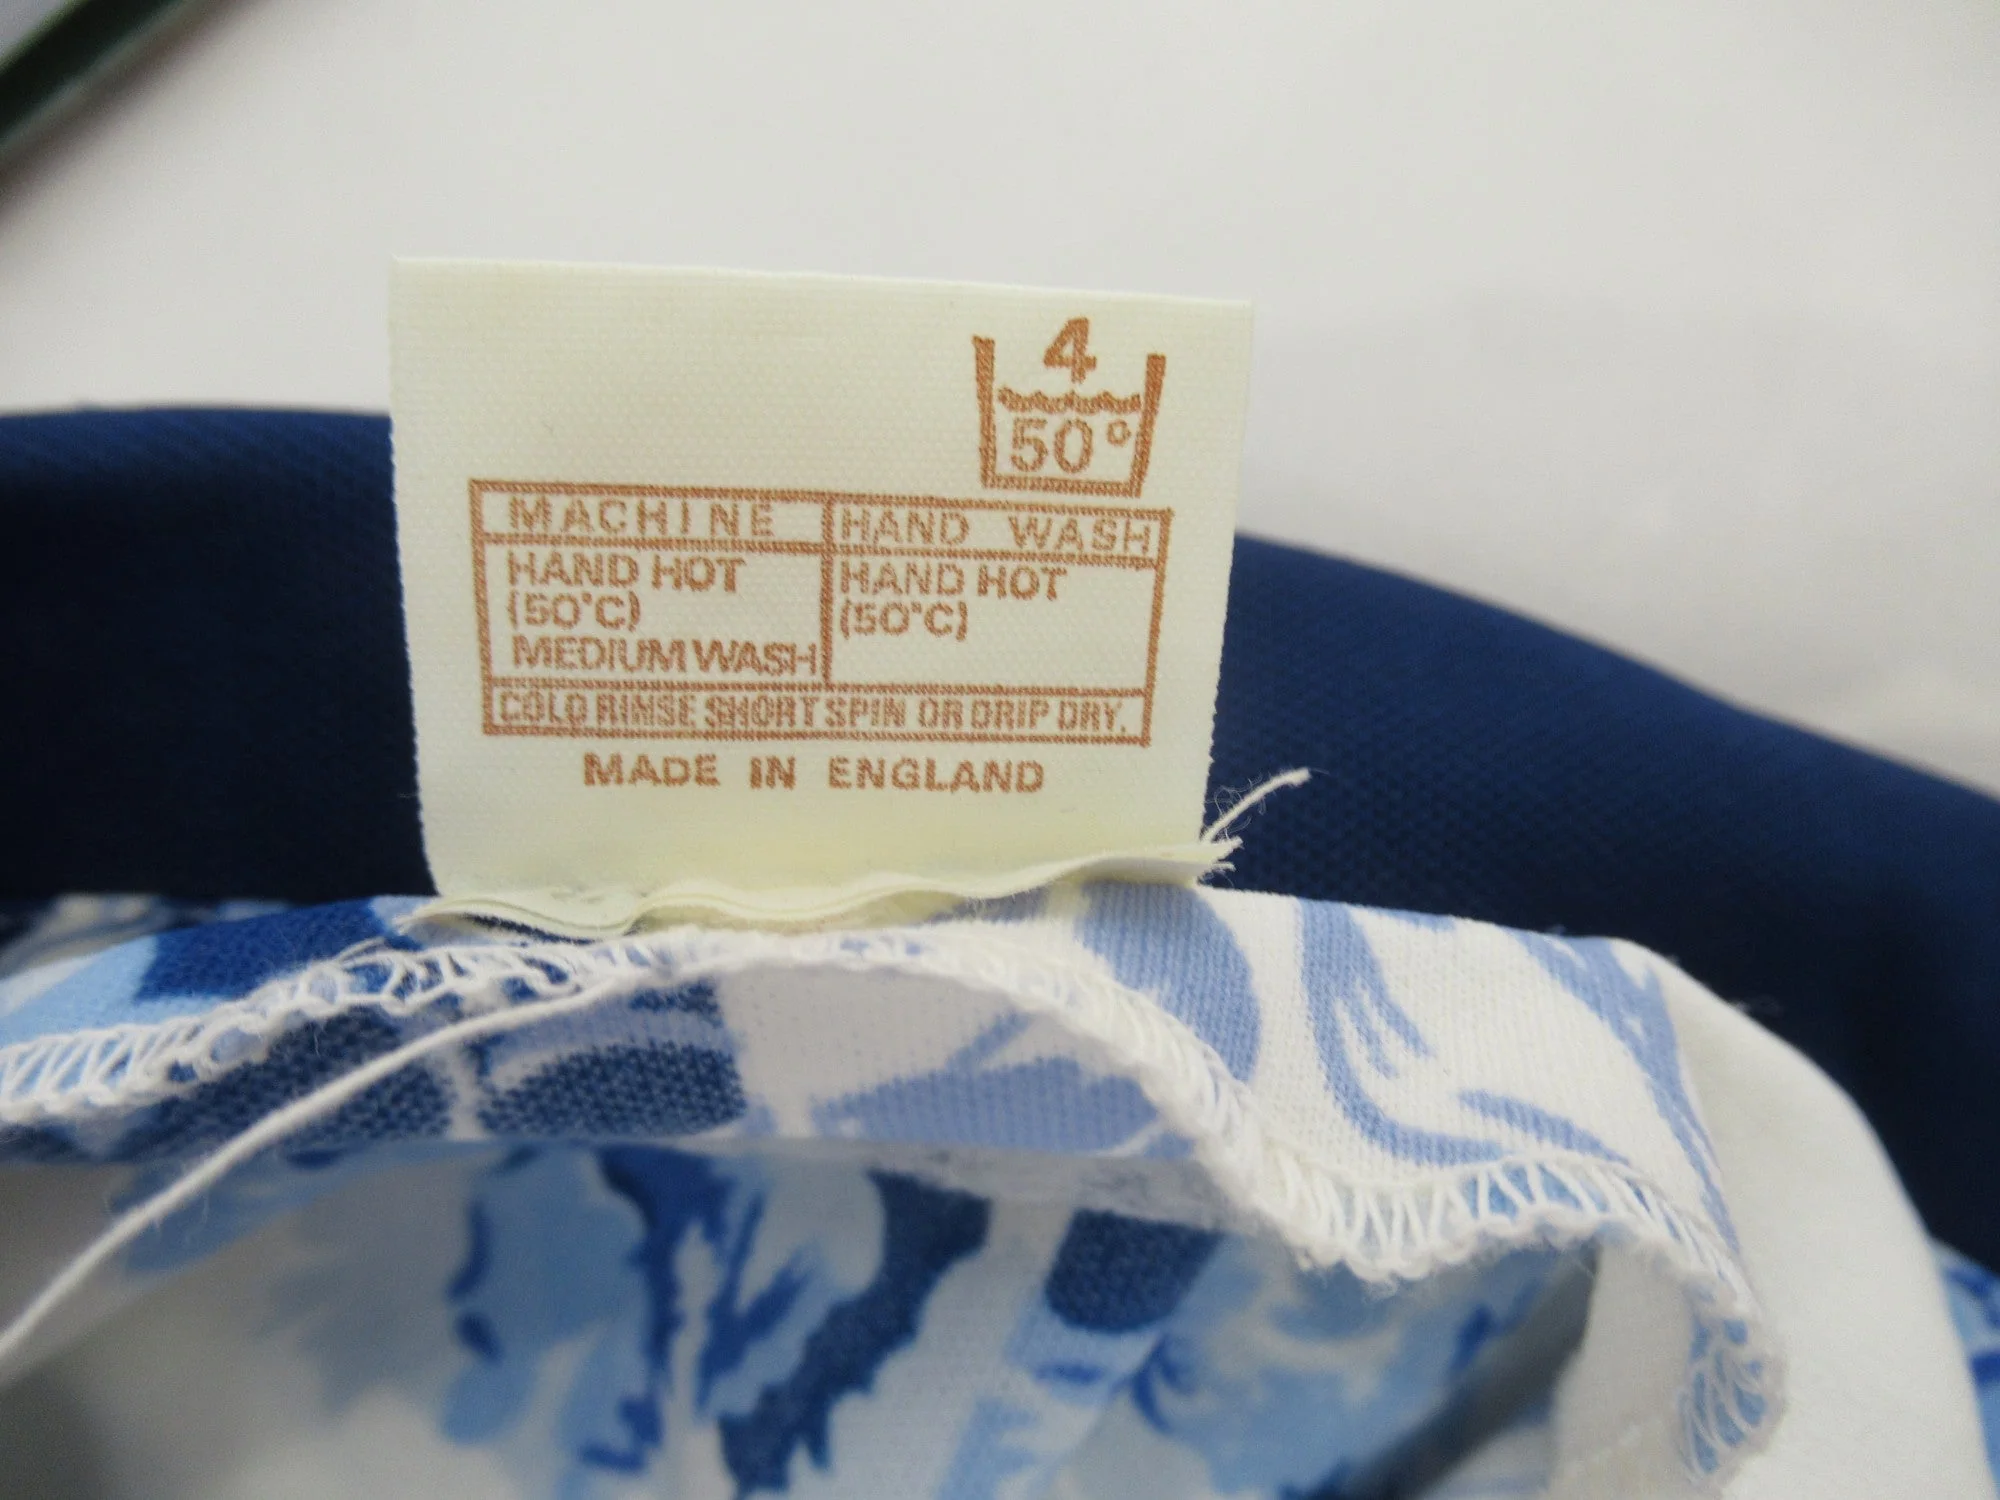 4
50°
MACHINE HAND WASH
HAND HOT HAND HOT
(50°C) (50°C)
MEDIUM WASH
COLD RINSE SHORT SPIN OR DRIP DRY.
MADE IN ENGLAND